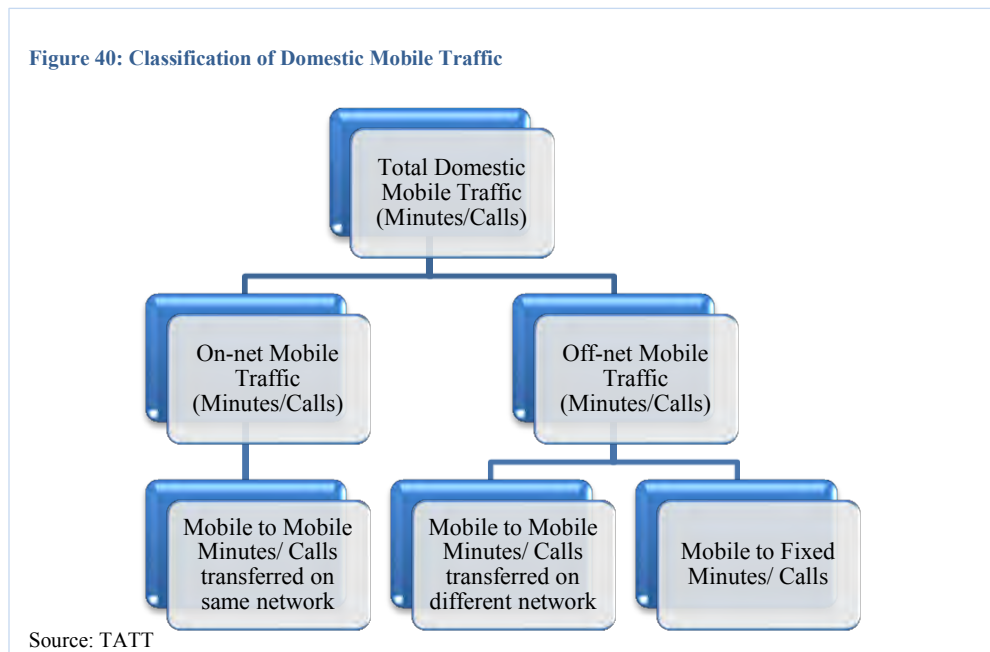 Figure 40: Classification of Domestic Mobile Traffic
Total Domestic
Mobile Traffic
(Minutes/Calls)
On-net Mobile
Traffic
(Minutes/Calls)
Off-net Mobile
Traffic
(Minutes/Calls)
Mobile to Mobile
Minutes/ Calls
transferred on
same network
Mobile to Mobile
Minutes/ Calls
transferred on
different network
Mobile to Fixed
Minutes/ Calls
Source: TATT